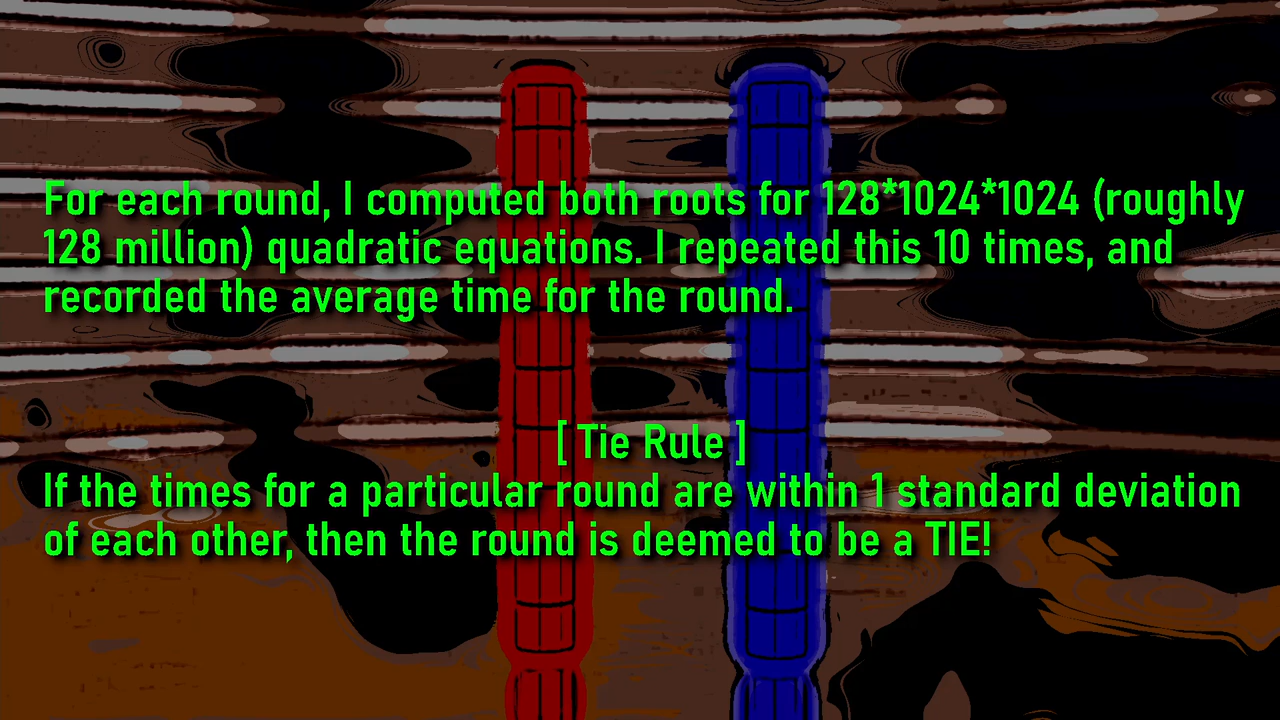 For each round, I computed both roots for 128*1024*1024 (roughly
128 million) quadratic equations. I repeated this 10 times, and
recorded the average time for the round.
[ Tie Rule ]
If the times for a particular round are within 1 standard deviation
of each other, then the round is deemed to be a TIE!